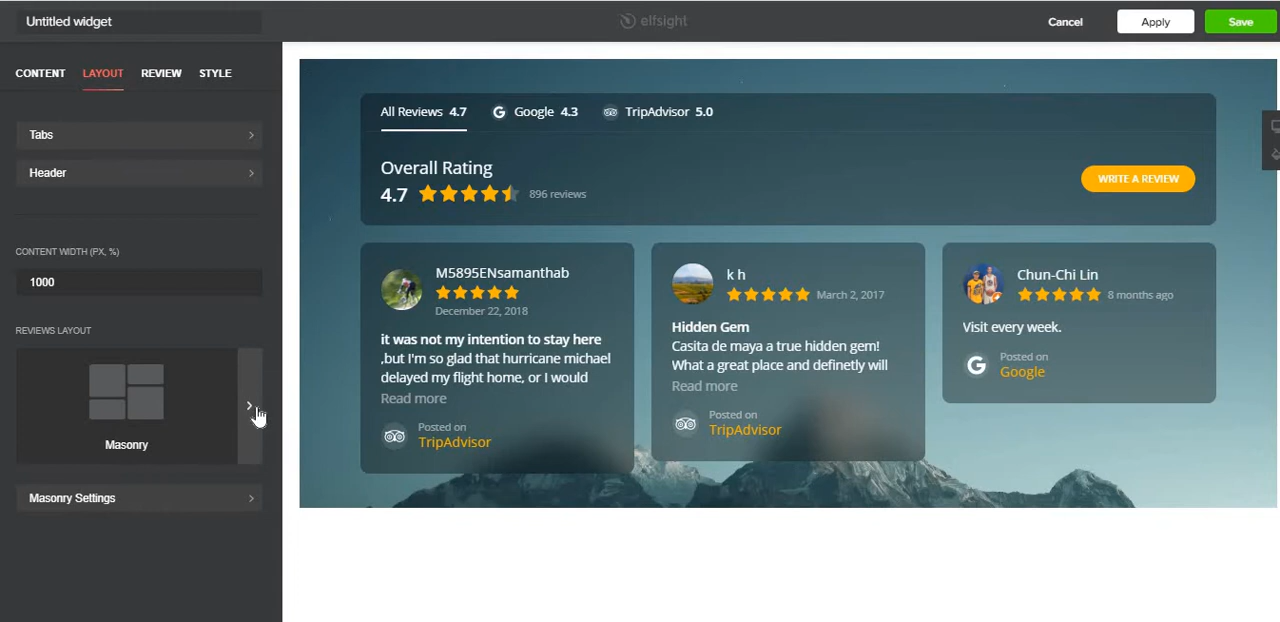 Untitled widget
elfsight
Cancel
Apply
Save
CONTENT
LAYOUT
REVIEW
STYLE
Tabs
Header
CONTENT WIDTH (PX, %)
1000
REVIEWS LAYOUT
Masonry
Masonry Settings
All Reviews 4.7
Google 4.3
TripAdvisor 5.0
Overall Rating
4.7
896 reviews
WRITE A REVIEW
M5895ENsamanthab
December 22, 2018
it was not my intention to stay here
,but I'm so glad that hurricane michael
delayed my flight home, or I would
Read more
Posted on
TripAdvisor
k h
March 2, 2017
Hidden Gem
Casita de maya a true hidden gem!
What a great place and definetly will
Read more
Posted on
TripAdvisor
Chun-Chi Lin
8 months ago
Visit every week.
G
Posted on
Google